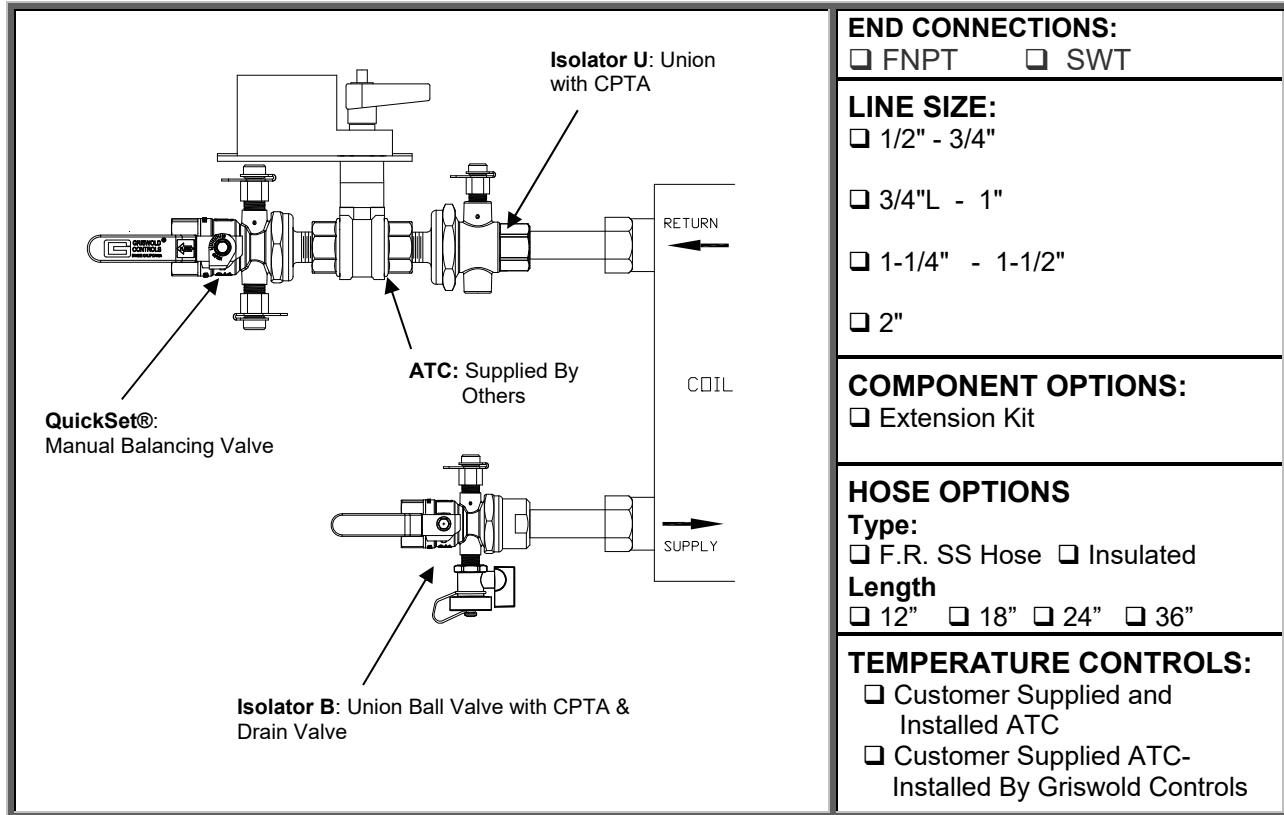 Isolator U: Union
with CPTA
RETURN
GRISWOLD®
CONTROLS
ATC: Supplied By
Others
COIL
QuickSet®:
Manual Balancing Valve
SUPPLY
Isolator B: Union Ball Valve with CPTA &
Drain Valve
END CONNECTIONS:
❑ FNPT ❑ SWT
LINE SIZE:
❑ 1/2" - 3/4"
❑ 3/4"L - 1"
❑ 1-1/4" - 1-1/2"
❑ 2"
COMPONENT OPTIONS:
❑ Extension Kit
HOSE OPTIONS
Type:
❑ F.R. SS Hose ❑ Insulated
Length
❑ 12” ❑ 18” ❑ 24” ❑ 36”
TEMPERATURE CONTROLS:
❑ Customer Supplied and
Installed ATC
❑ Customer Supplied ATC-
Installed By Griswold Controls